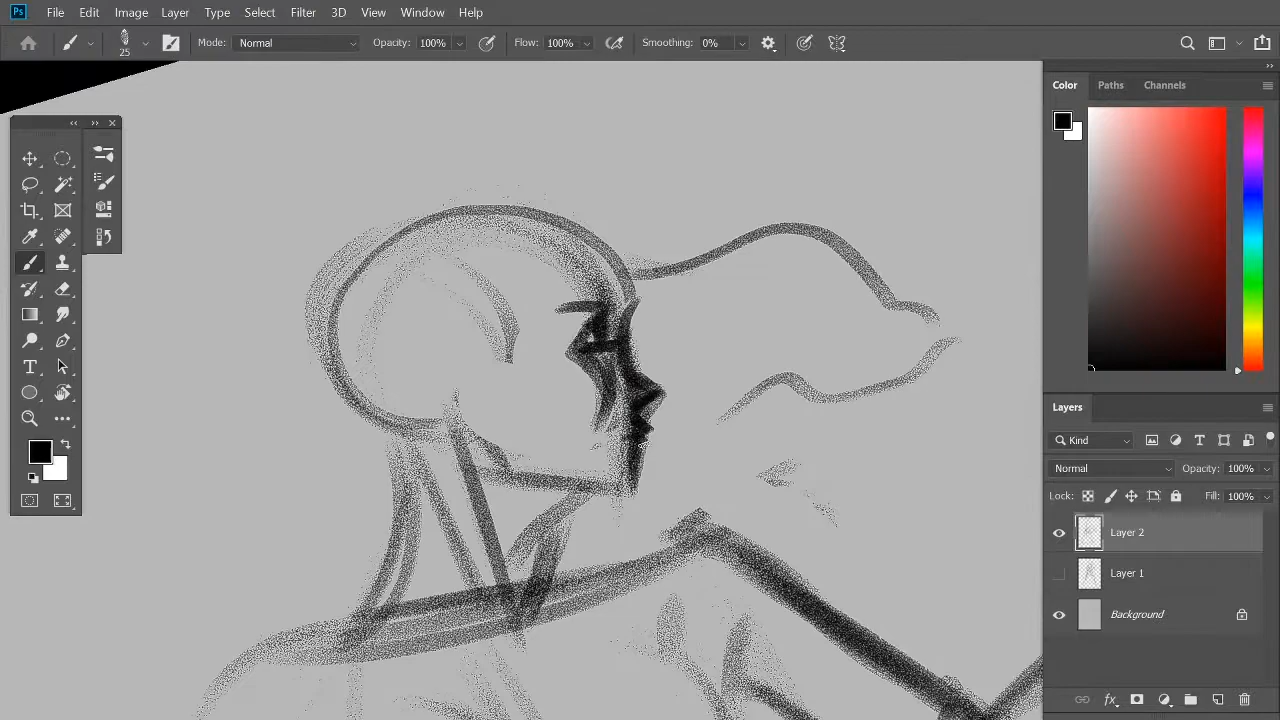 Ps File Edit Image Layer Type Select Filter 3D View Window Help
25 Mode: Normal Opacity: 100% Flow: 100% Smoothing: 0%
Color Paths Channels
Layers
Kind
Normal Opacity: 100%
Lock: Fill: 100%
Layer 2
Layer 1
Background